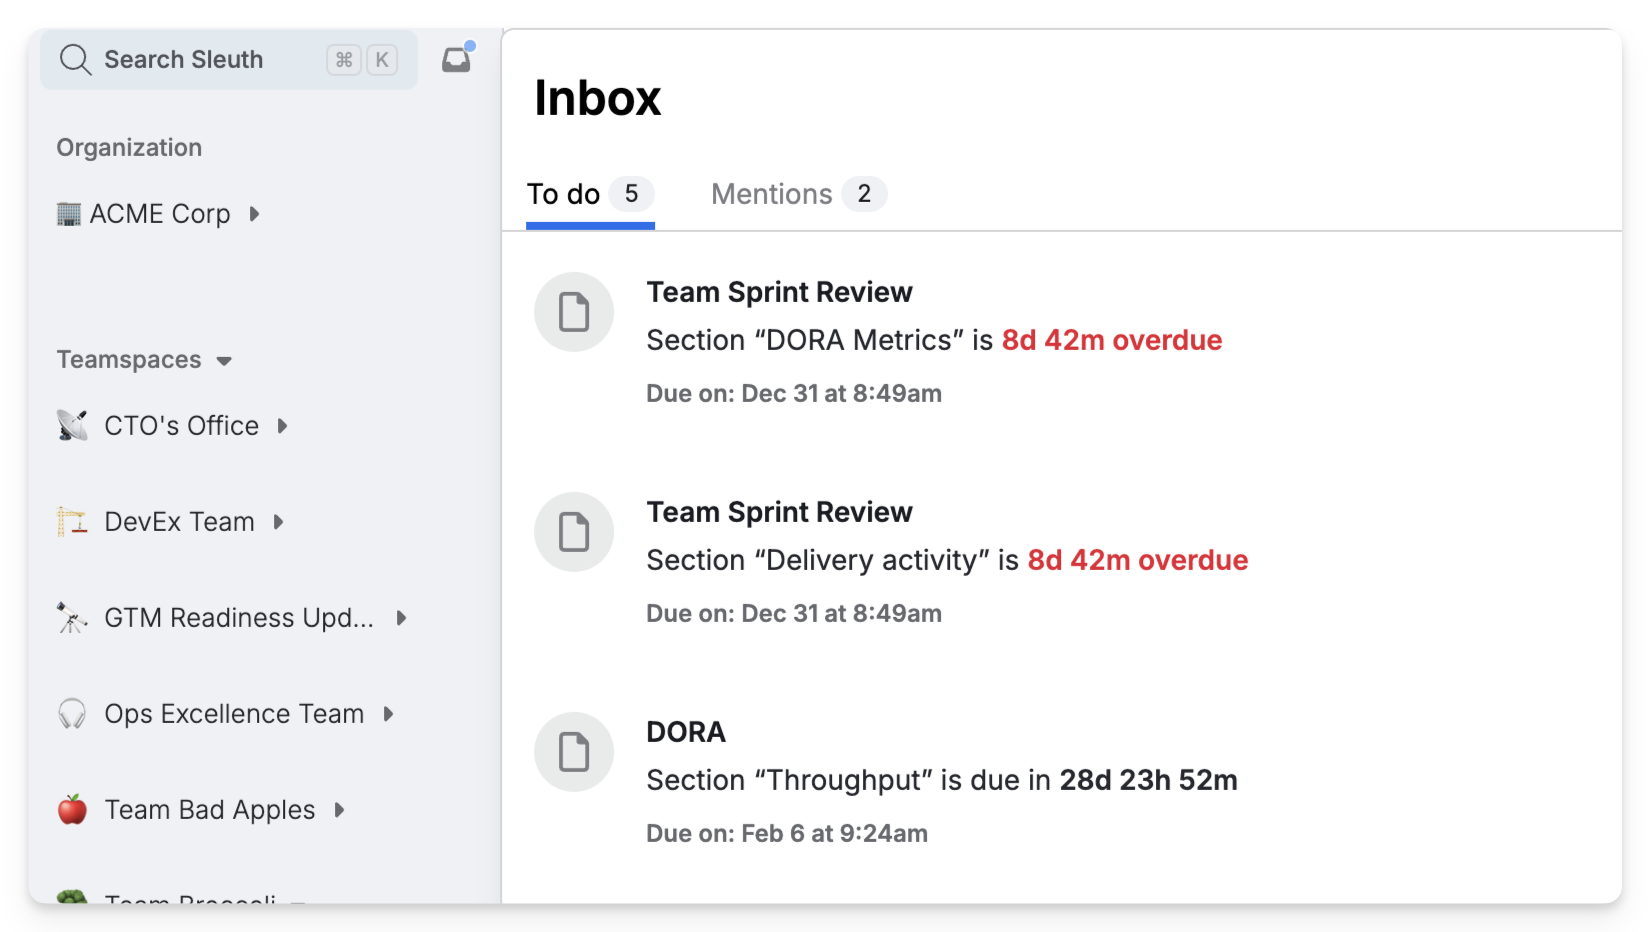 Search Sleuth ⌘ K
Organization
ACME Corp
Teamspaces
CTO's Office
DevEx Team
GTM Readiness Upd...
Ops Excellence Team
Team Bad Apples
Team Broccoli
Inbox
To do 5 Mentions 2
Team Sprint Review
Section “DORA Metrics” is 8d 42m overdue
Due on: Dec 31 at 8:49am
Team Sprint Review
Section “Delivery activity” is 8d 42m overdue
Due on: Dec 31 at 8:49am
DORA
Section “Throughput” is due in 28d 23h 52m
Due on: Feb 6 at 9:24am